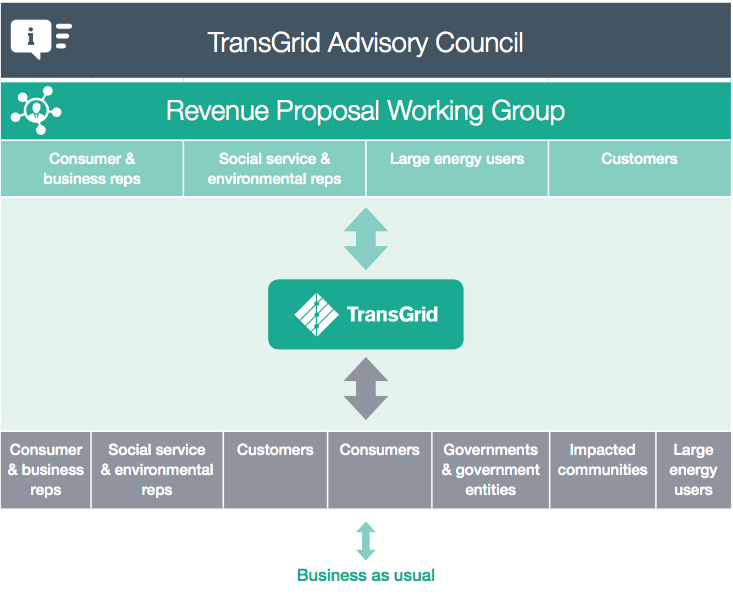 TransGrid Advisory Council
Revenue Proposal Working Group
Consumer &
business reps
Social service &
environmental reps
Large energy users
Customers
TransGrid
Consumer
& business
reps
Social service
& environmental
reps
Customers
Consumers
Governments
& government
entities
Impacted
communities
Large
energy
users
Business as usual